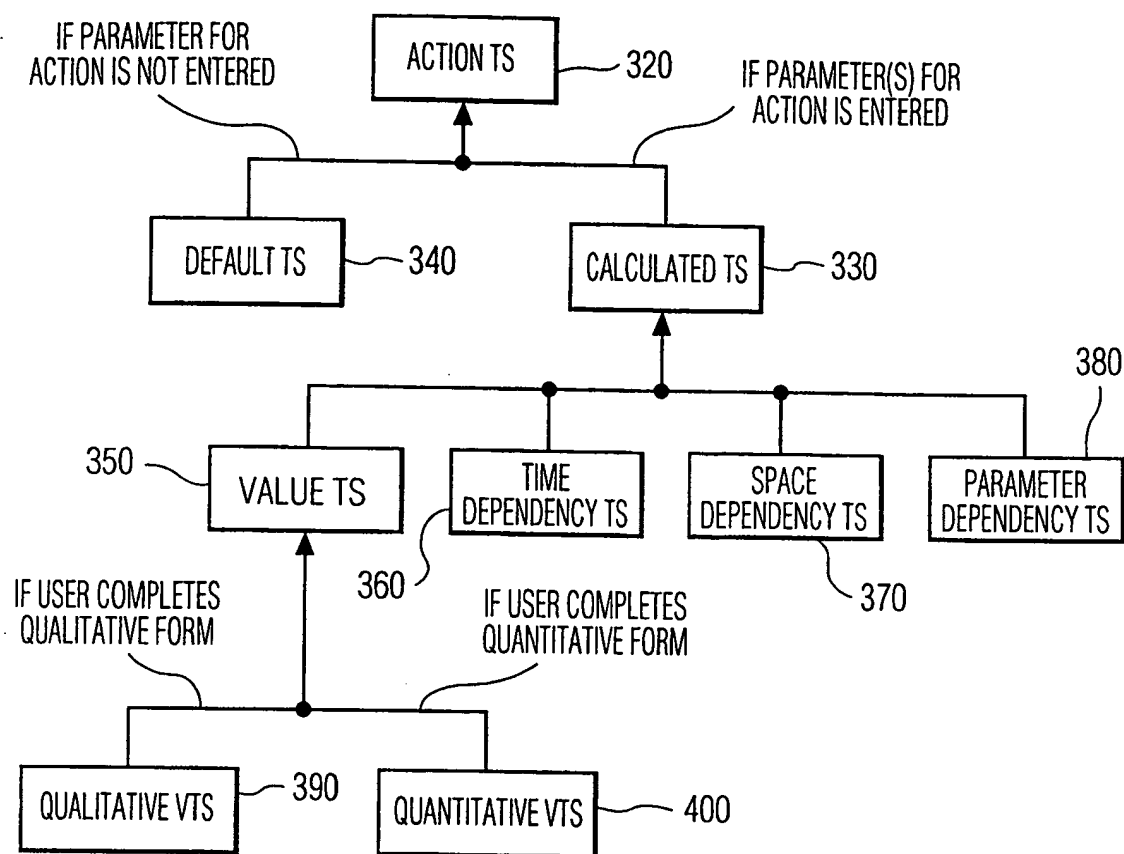 IF PARAMETER FOR
ACTION IS NOT ENTERED
ACTION TS
320
IF PARAMETER(S) FOR
ACTION IS ENTERED
DEFAULT TS
340
CALCULATED TS
330
380
350
VALUE TS
TIME
DEPENDENCY TS
SPACE
DEPENDENCY TS
PARAMETER
DEPENDENCY TS
360
370
IF USER COMPLETES
QUALITATIVE FORM
IF USER COMPLETES
QUANTITATIVE FORM
QUALITATIVE VTS
390
QUANTITATIVE VTS
400